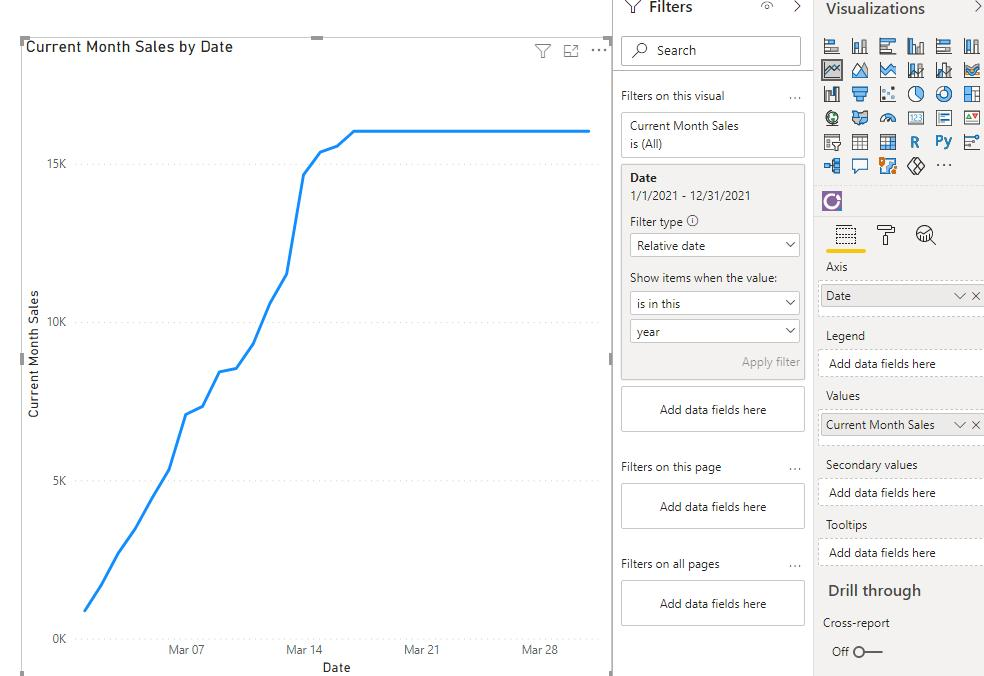 Current Month Sales by Date
Current Month Sales
15K
10K
5K
0K
Mar 07
Mar 14
Mar 21
Mar 28
Date
Filters
Search
Filters on this visual
...
Current Month Sales
is (All)
Date
1/1/2021 - 12/31/2021
Filter type
Relative date
Show items when the value:
is in this
year
Apply filter
Add data fields here
Filters on this page
...
Add data fields here
Filters on all pages
...
Add data fields here
Visualizations
123
R
Py
...
Axis
Date
Legend
Add data fields here
Values
Current Month Sales
Secondary values
Add data fields here
Tooltips
Add data fields here
Drill through
Cross-report
Off